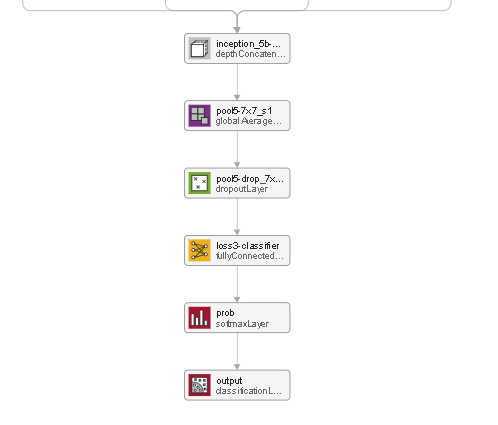 inception_5b-...
depthConcaten...
pool5-7x7_s1
globalAverage...
pool5-drop_7x...
dropoutLayer
loss3-classifier
fullyConnected...
prob
softmaxLayer
output
classificationL...